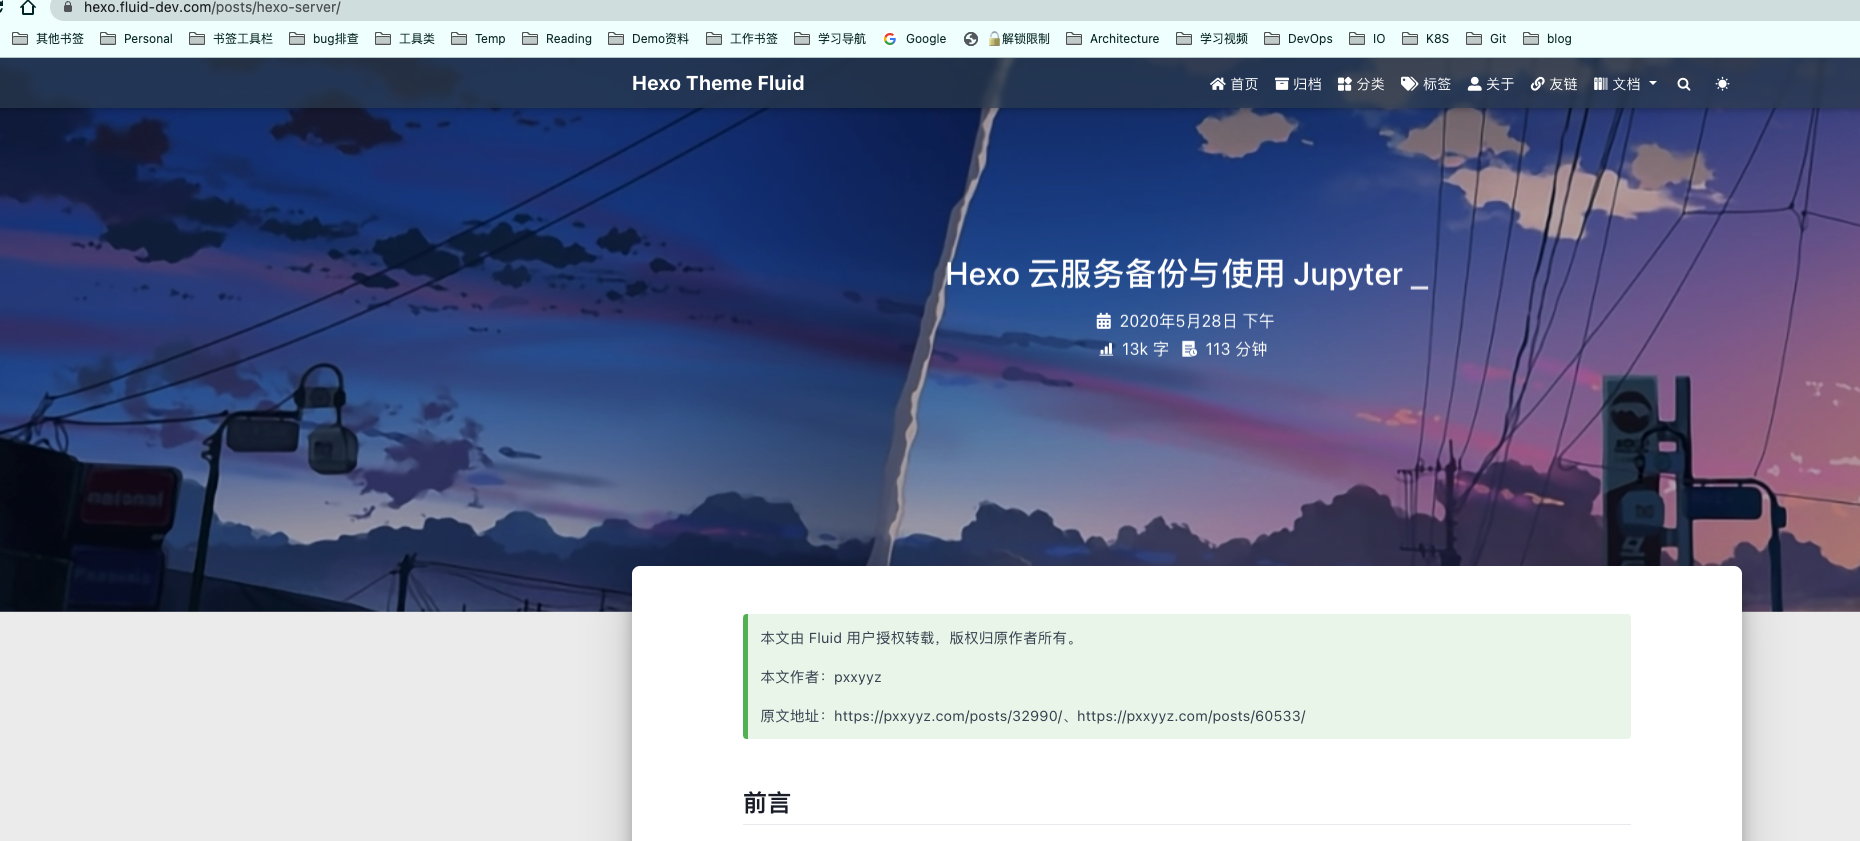 hexo.fluid-dev.com/posts/hexo-server/
其他书签 Personal 书签工具栏 bug排查 工具类 Temp Reading Demo资料 工作书签 学习导航 Google 解锁限制 Architecture 学习视频 DevOps IO K8S Git blog
Hexo Theme Fluid 首页 归档 分类 标签 关于 友链 文档
Hexo 云服务备份与使用 Jupyter _
2020年5月28日 下午
13k 字 113 分钟
national
本文由 Fluid 用户授权转载，版权归原作者所有。
本文作者：pxxyyz
原文地址：https://pxxyyz.com/posts/32990/、https://pxxyyz.com/posts/60533/
前言